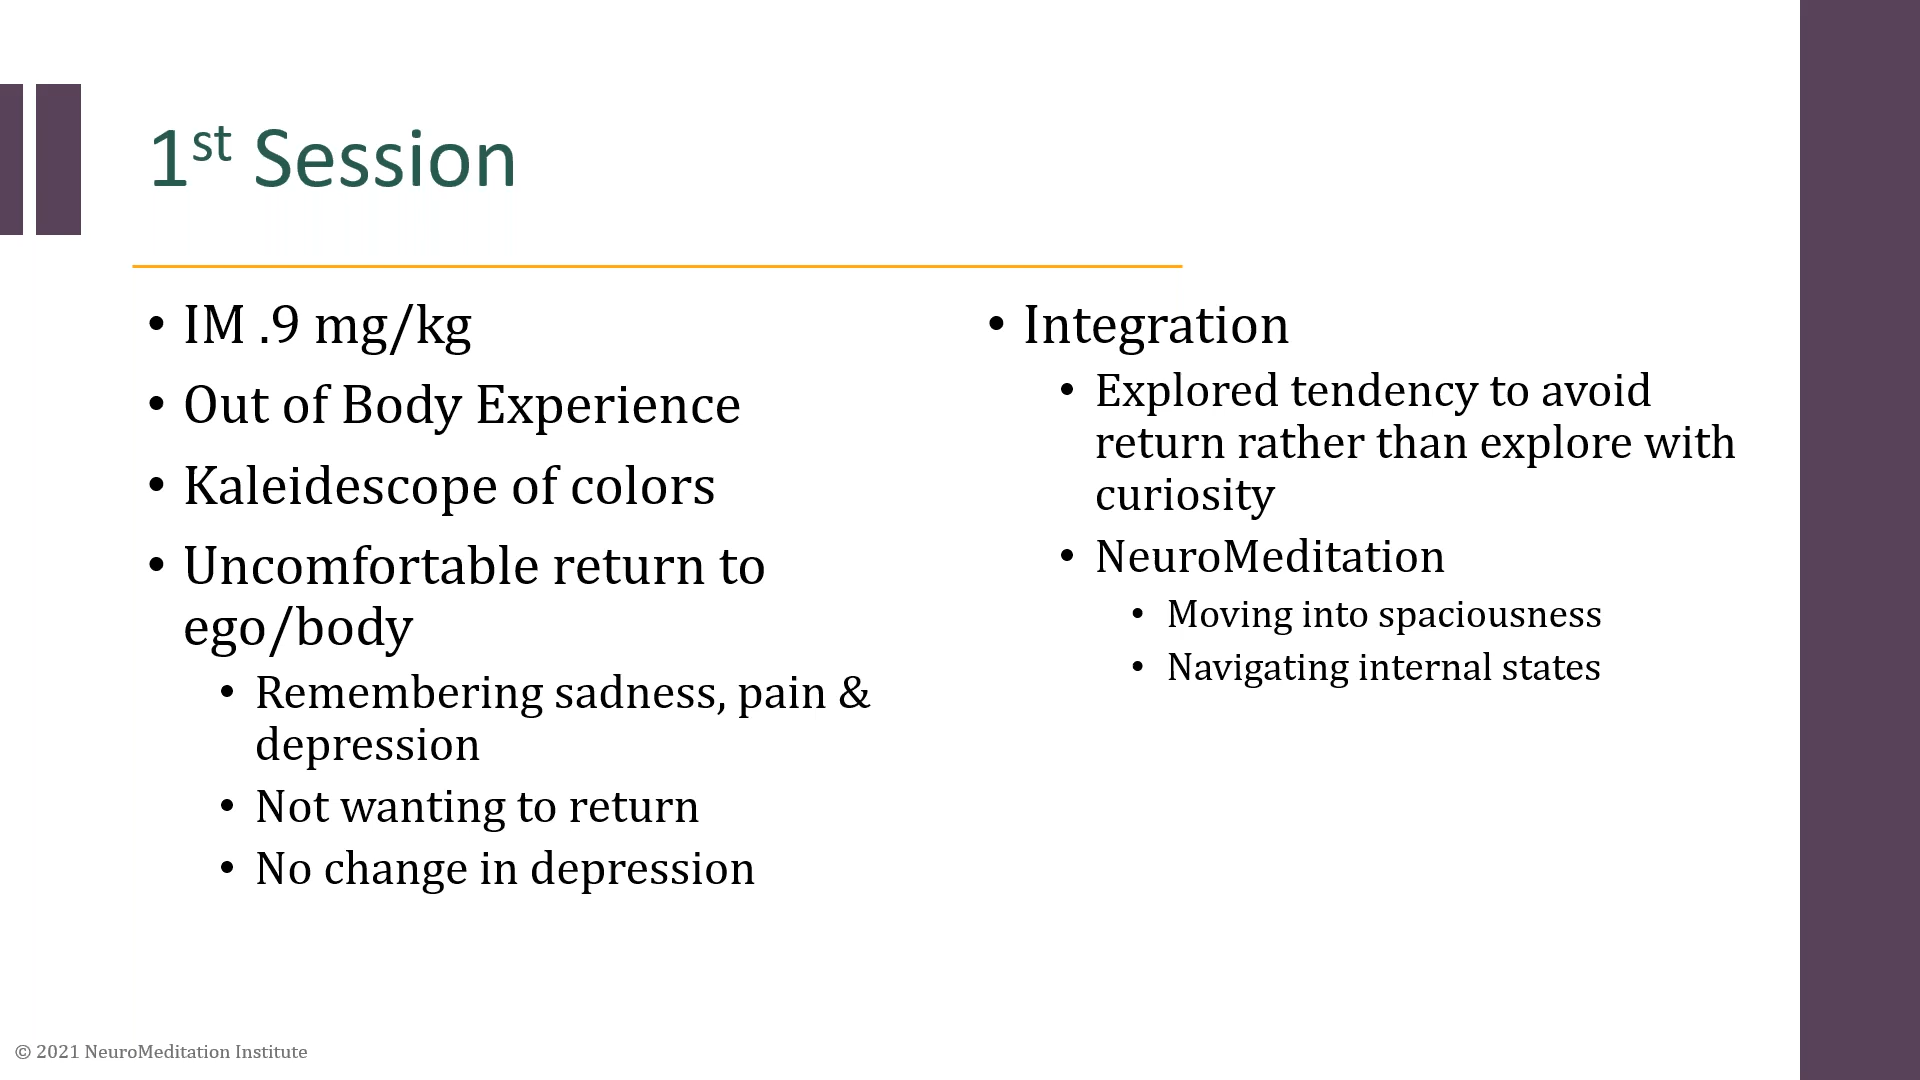 1st Session
• IM .9 mg/kg
• Out of Body Experience
• Kaleidescope of colors
• Uncomfortable return to
ego/body
• Remembering sadness, pain &
depression
• Not wanting to return
• No change in depression
• Integration
• Explored tendency to avoid
return rather than explore with
curiosity
• NeuroMeditation
• Moving into spaciousness
• Navigating internal states
© 2021 NeuroMeditation Institute